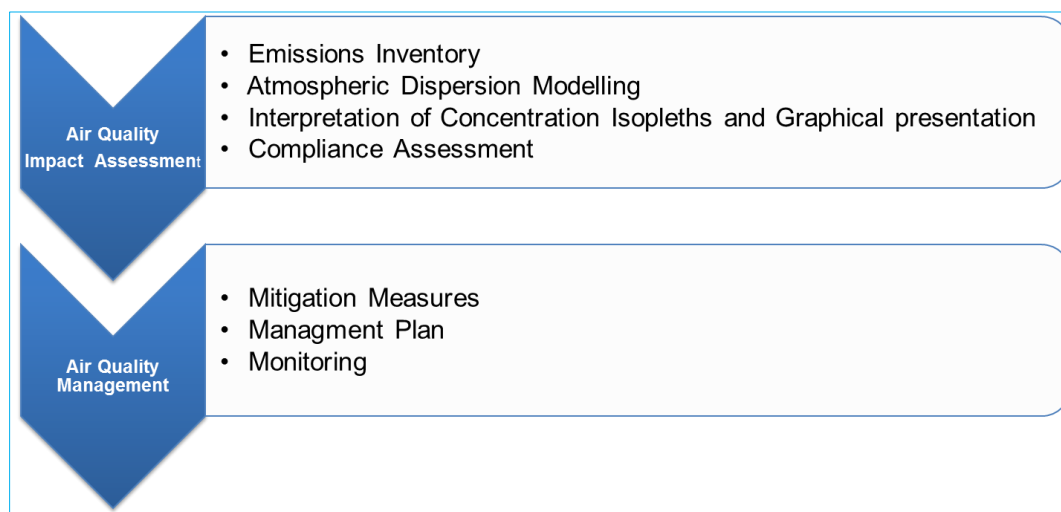 Air Quality
Impact Assessment
• Emissions Inventory
• Atmospheric Dispersion Modelling
• Interpretation of Concentration Isopleths and Graphical presentation
• Compliance Assessment
Air Quality
Management
• Mitigation Measures
• Managment Plan
• Monitoring